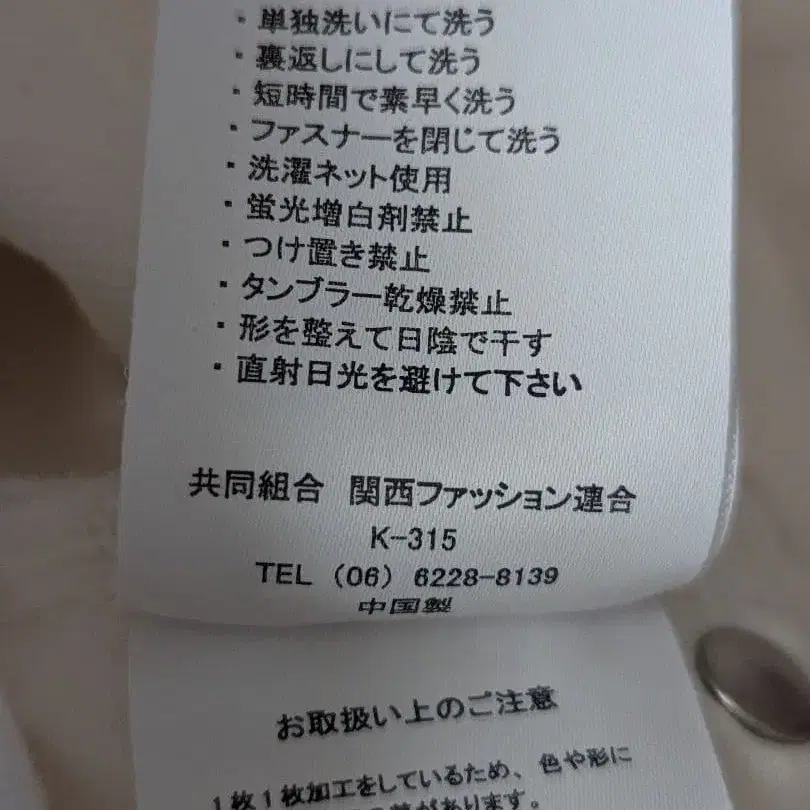 ・単独洗いにて洗う
・裏返しにして洗う
・短時間で素早く洗う
・ファスナーを閉じて洗う
・洗濯ネット使用
・蛍光増白剤禁止
・つけ置き禁止
・タンブラー乾燥禁止
・形を整えて日陰で干す
・直射日光を避けて下さい
共同組合 関西ファッション連合
K-315
TEL (06) 6228-8139
中国製
お取扱い上のご注意
1枚1枚加工をしているため、色や形に
差があります。